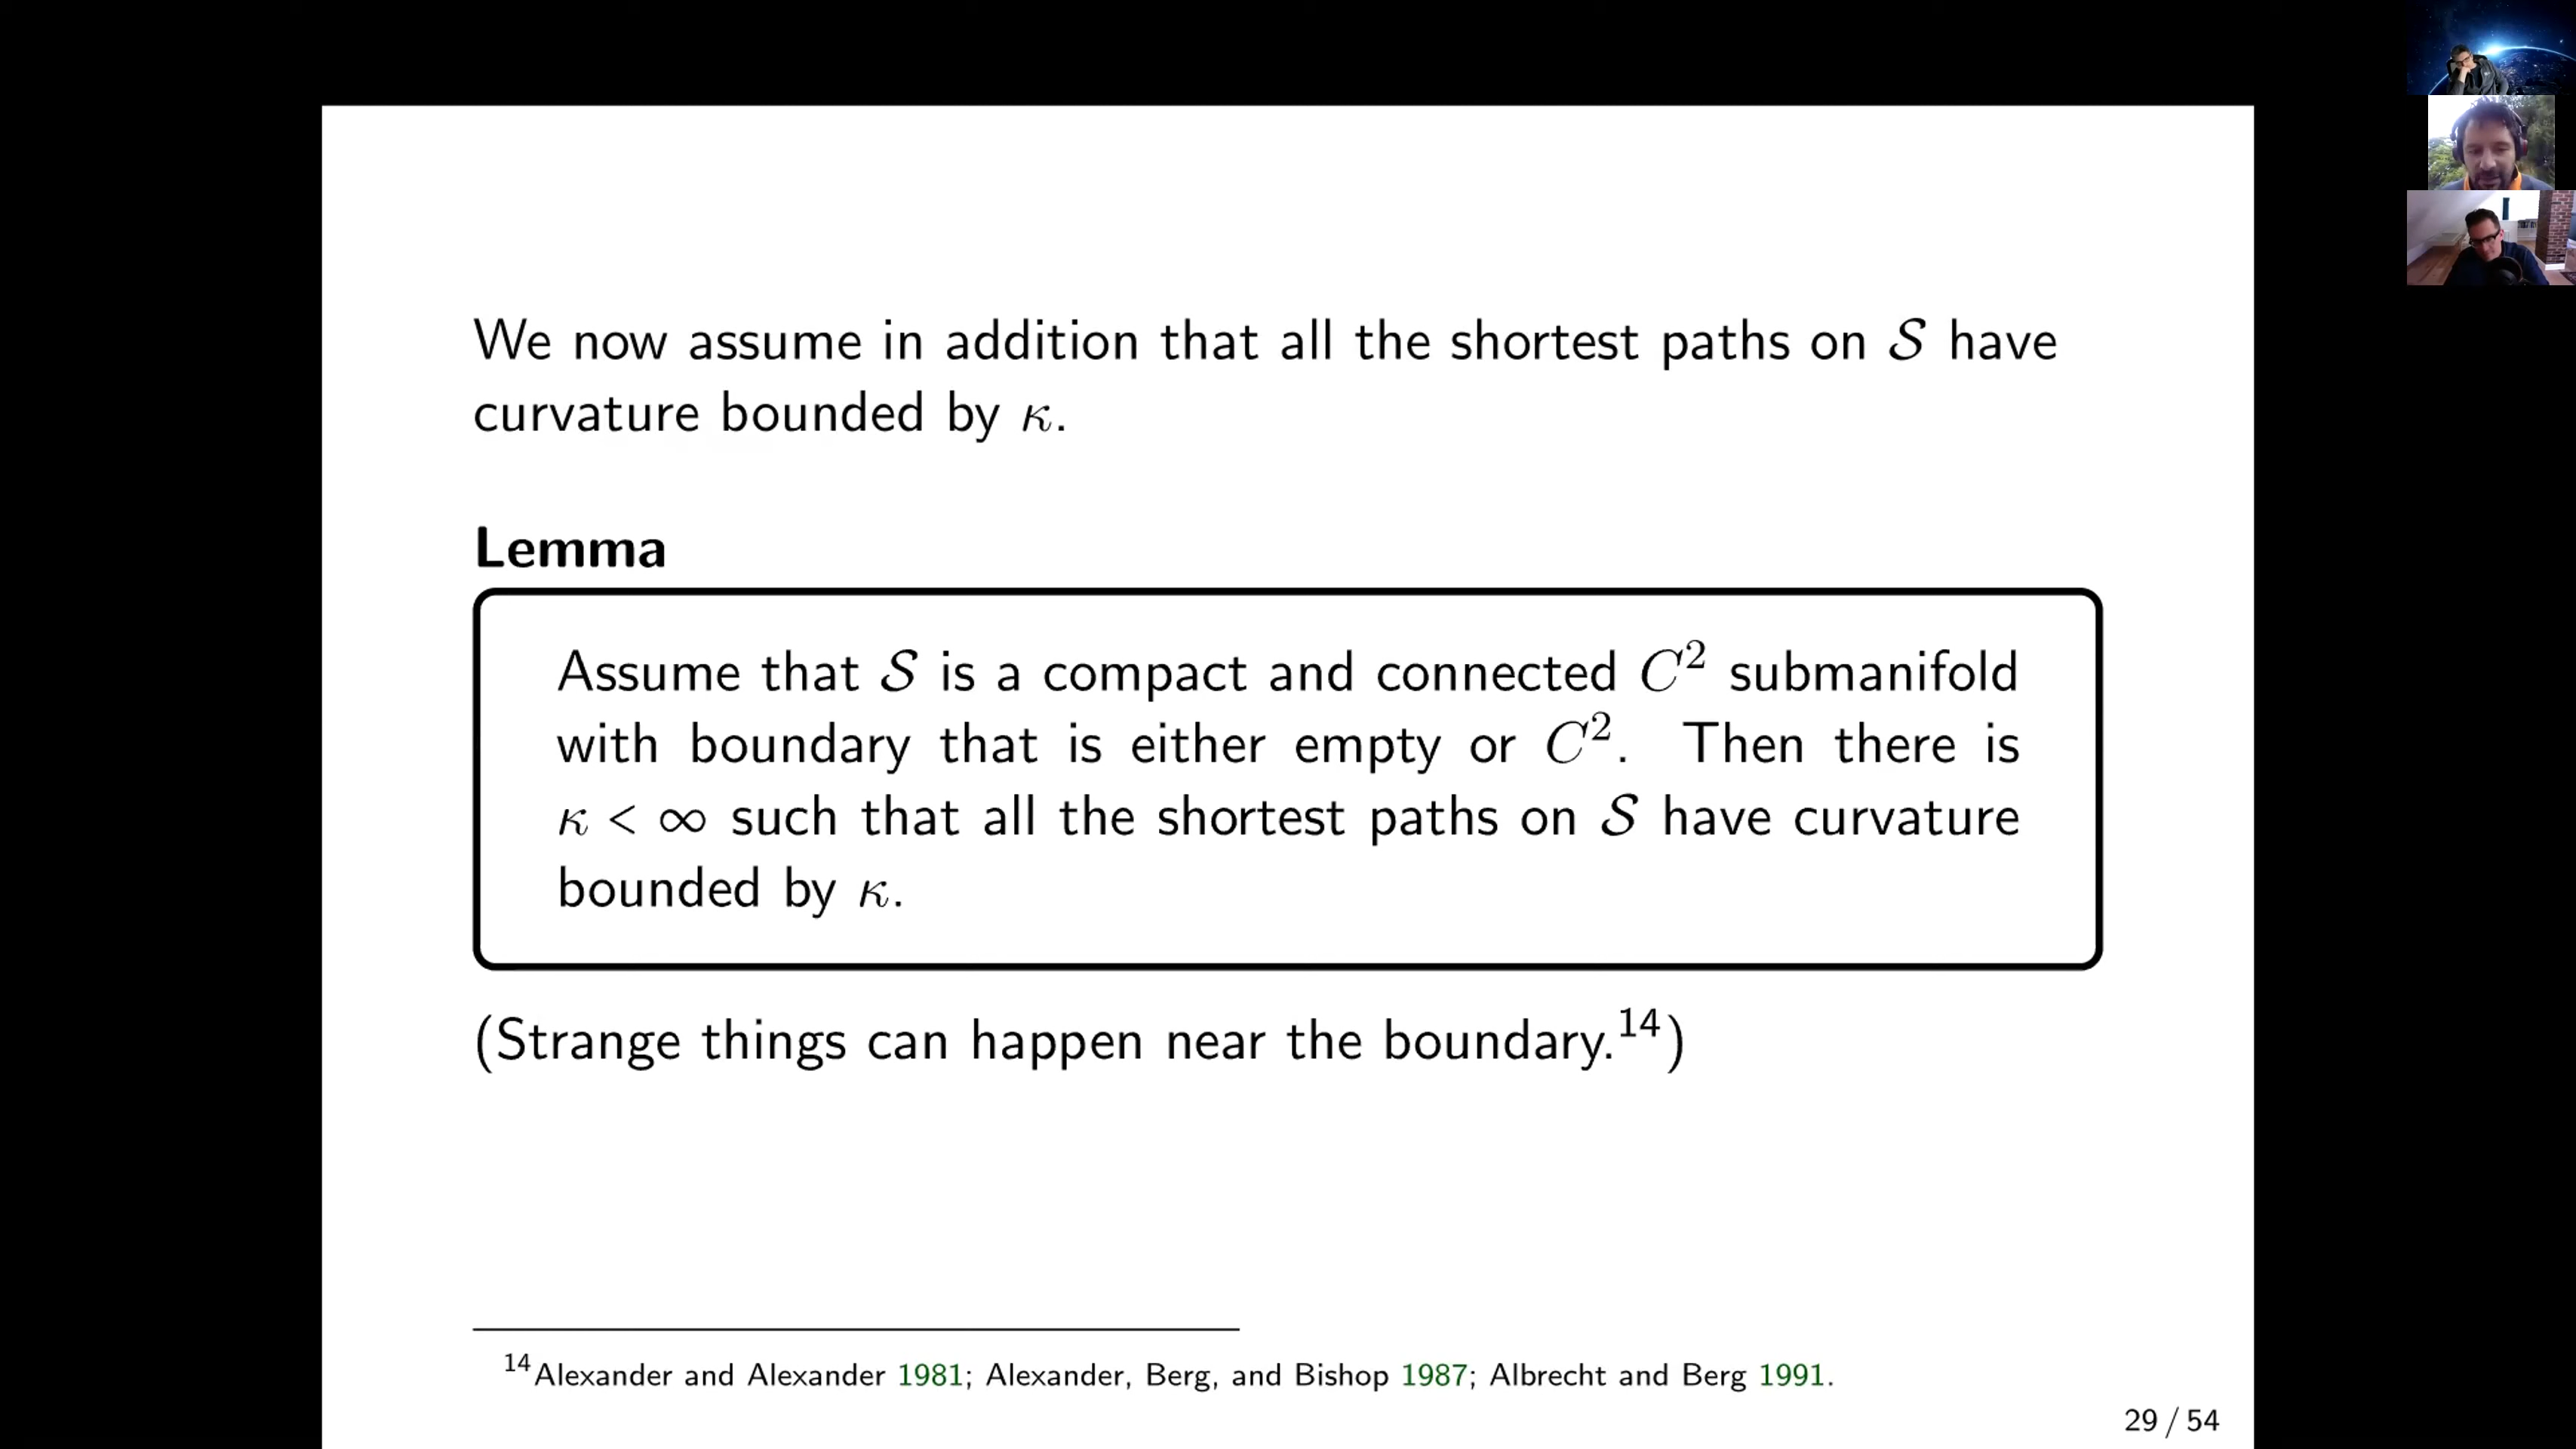 We now assume in addition that all the shortest paths on 𝒮 have
curvature bounded by κ.
Lemma
Assume that 𝒮 is a compact and connected C² submanifold
with boundary that is either empty or C². Then there is
κ < ∞ such that all the shortest paths on 𝒮 have curvature
bounded by κ.
(Strange things can happen near the boundary.¹⁴)
¹⁴Alexander and Alexander 1981; Alexander, Berg, and Bishop 1987; Albrecht and Berg 1991.
29 / 54